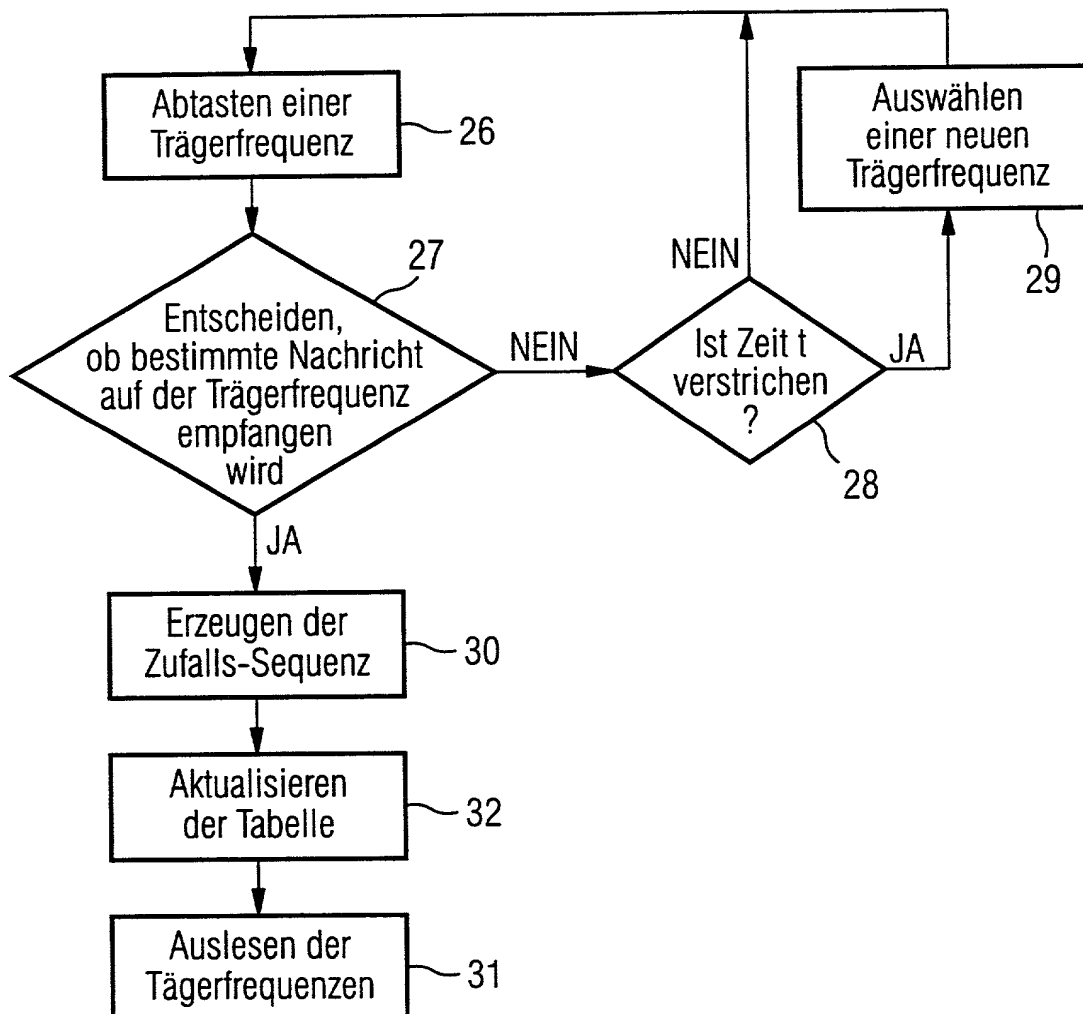 Abtasten einer
Trägerfrequenz
26
Auswählen
einer neuen
Trägerfrequenz
29
27
Entscheiden,
ob bestimmte Nachricht
auf der Trägerfrequenz
empfangen
wird
NEIN
NEIN
Ist Zeit t
verstrichen
?
JA
28
JA
Erzeugen der
Zufalls-Sequenz
30
Aktualisieren
der Tabelle
32
Auslesen der
Tägerfrequenzen
31